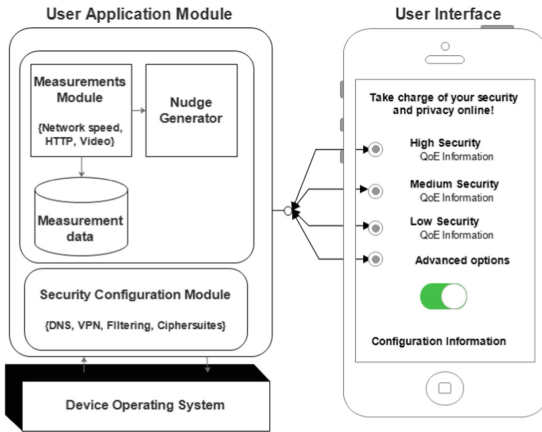 User Application Module
Measurements
Module
{Network speed,
HTTP, Video}
Nudge
Generator
Measurement
data
Security Configuration Module
{DNS, VPN, Filtering, Ciphersuites}
Device Operating System
User Interface
Take charge of your security
and privacy online!
High Security
QoE Information
Medium Security
QoE Information
Low Security
QoE Information
Advanced options
Configuration Information